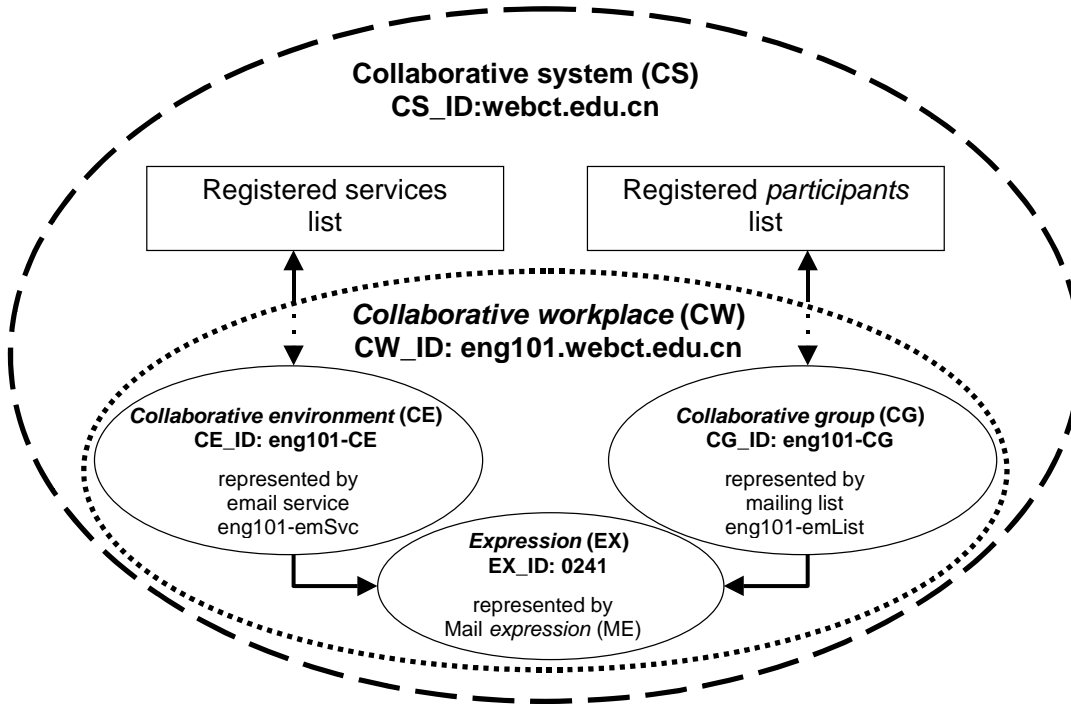 Collaborative system (CS)
CS_ID:webct.edu.cn
Registered services
list
Registered participants
list
Collaborative workplace (CW)
CW_ID: eng101.webct.edu.cn
Collaborative environment (CE)
CE_ID: eng101-CE
represented by
email service
eng101-emSvc
Collaborative group (CG)
CG_ID: eng101-CG
represented by
mailing list
eng101-emList
Expression (EX)
EX_ID: 0241
represented by
Mail expression (ME)